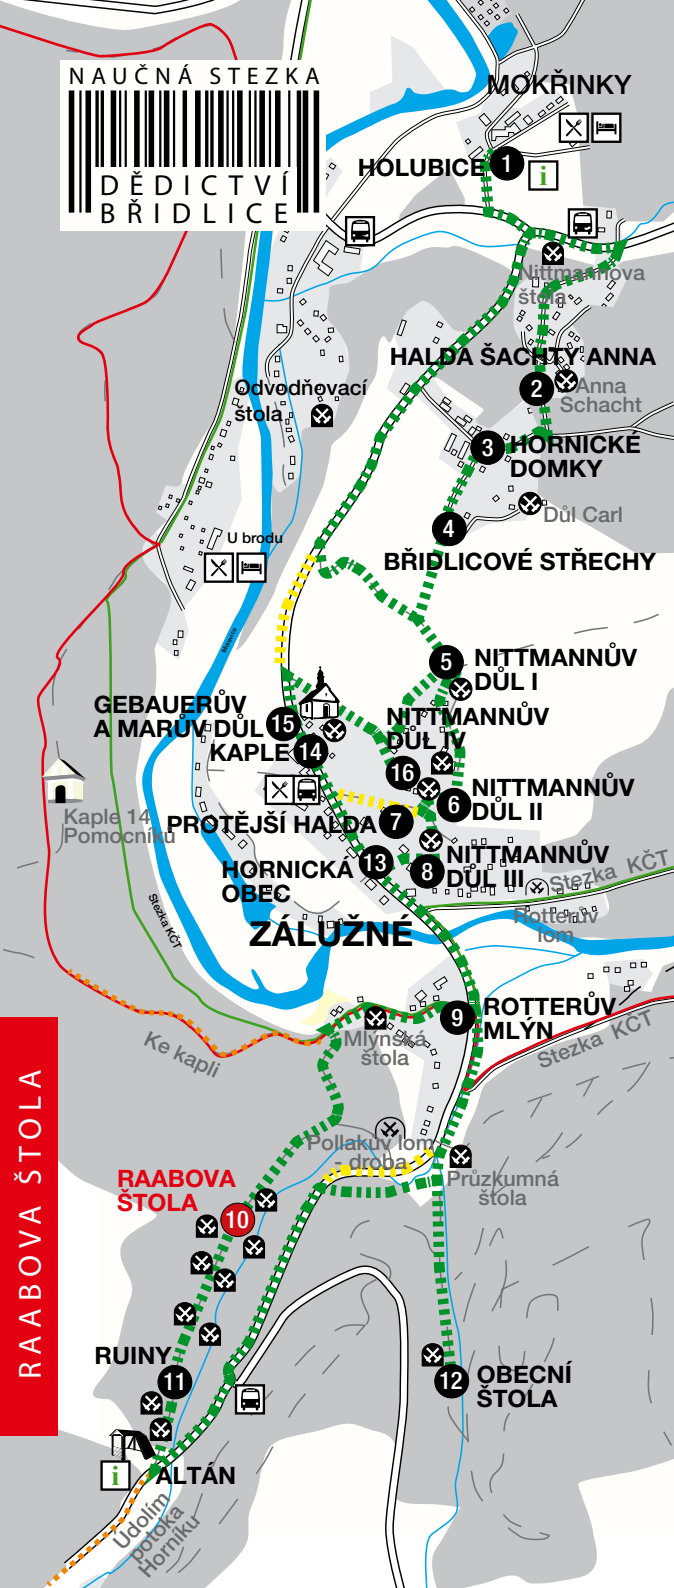 NAUČNÁ STEZKA
DĚDICTVÍ
BŘIDLICE
MOKŘINKY
HOLUBICE
1
i
Nittmannova
štola
HALDA ŠACHTY ANNA
2
Anna
Schacht
Odvodňovací
štola
3
HORNICKÉ
DOMKY
Důl Carl
4
BŘIDLICOVÉ STŘECHY
U brodu
Moravice
5
NITTMANNŮV
DŮL I
GEBAUERŮV
A MARŮV DŮL
15
NITTMANNŮV
DŮL IV
KAPLE
14
16
NITTMANNŮV
DŮL II
6
Kaple 14
Pomocníků
PROTĚJŠÍ HALDA
7
HORNICKÁ
OBEC
13
8
NITTMANNŮV
DŮL III
Stezka KČT
Stezka KČT
Rotterův
lom
ZÁLUŽNÉ
9
ROTTERŮV
MLÝN
Mlýnská
štola
Stezka KČT
Ke kapli
Pollakův lom
- droba
Průzkumná
štola
RAABOVA
ŠTOLA
10
RAABOVA ŠTOLA
RUINY
11
12
OBECNÍ
ŠTOLA
i
ALTÁN
Údolím
potoka
Horníku